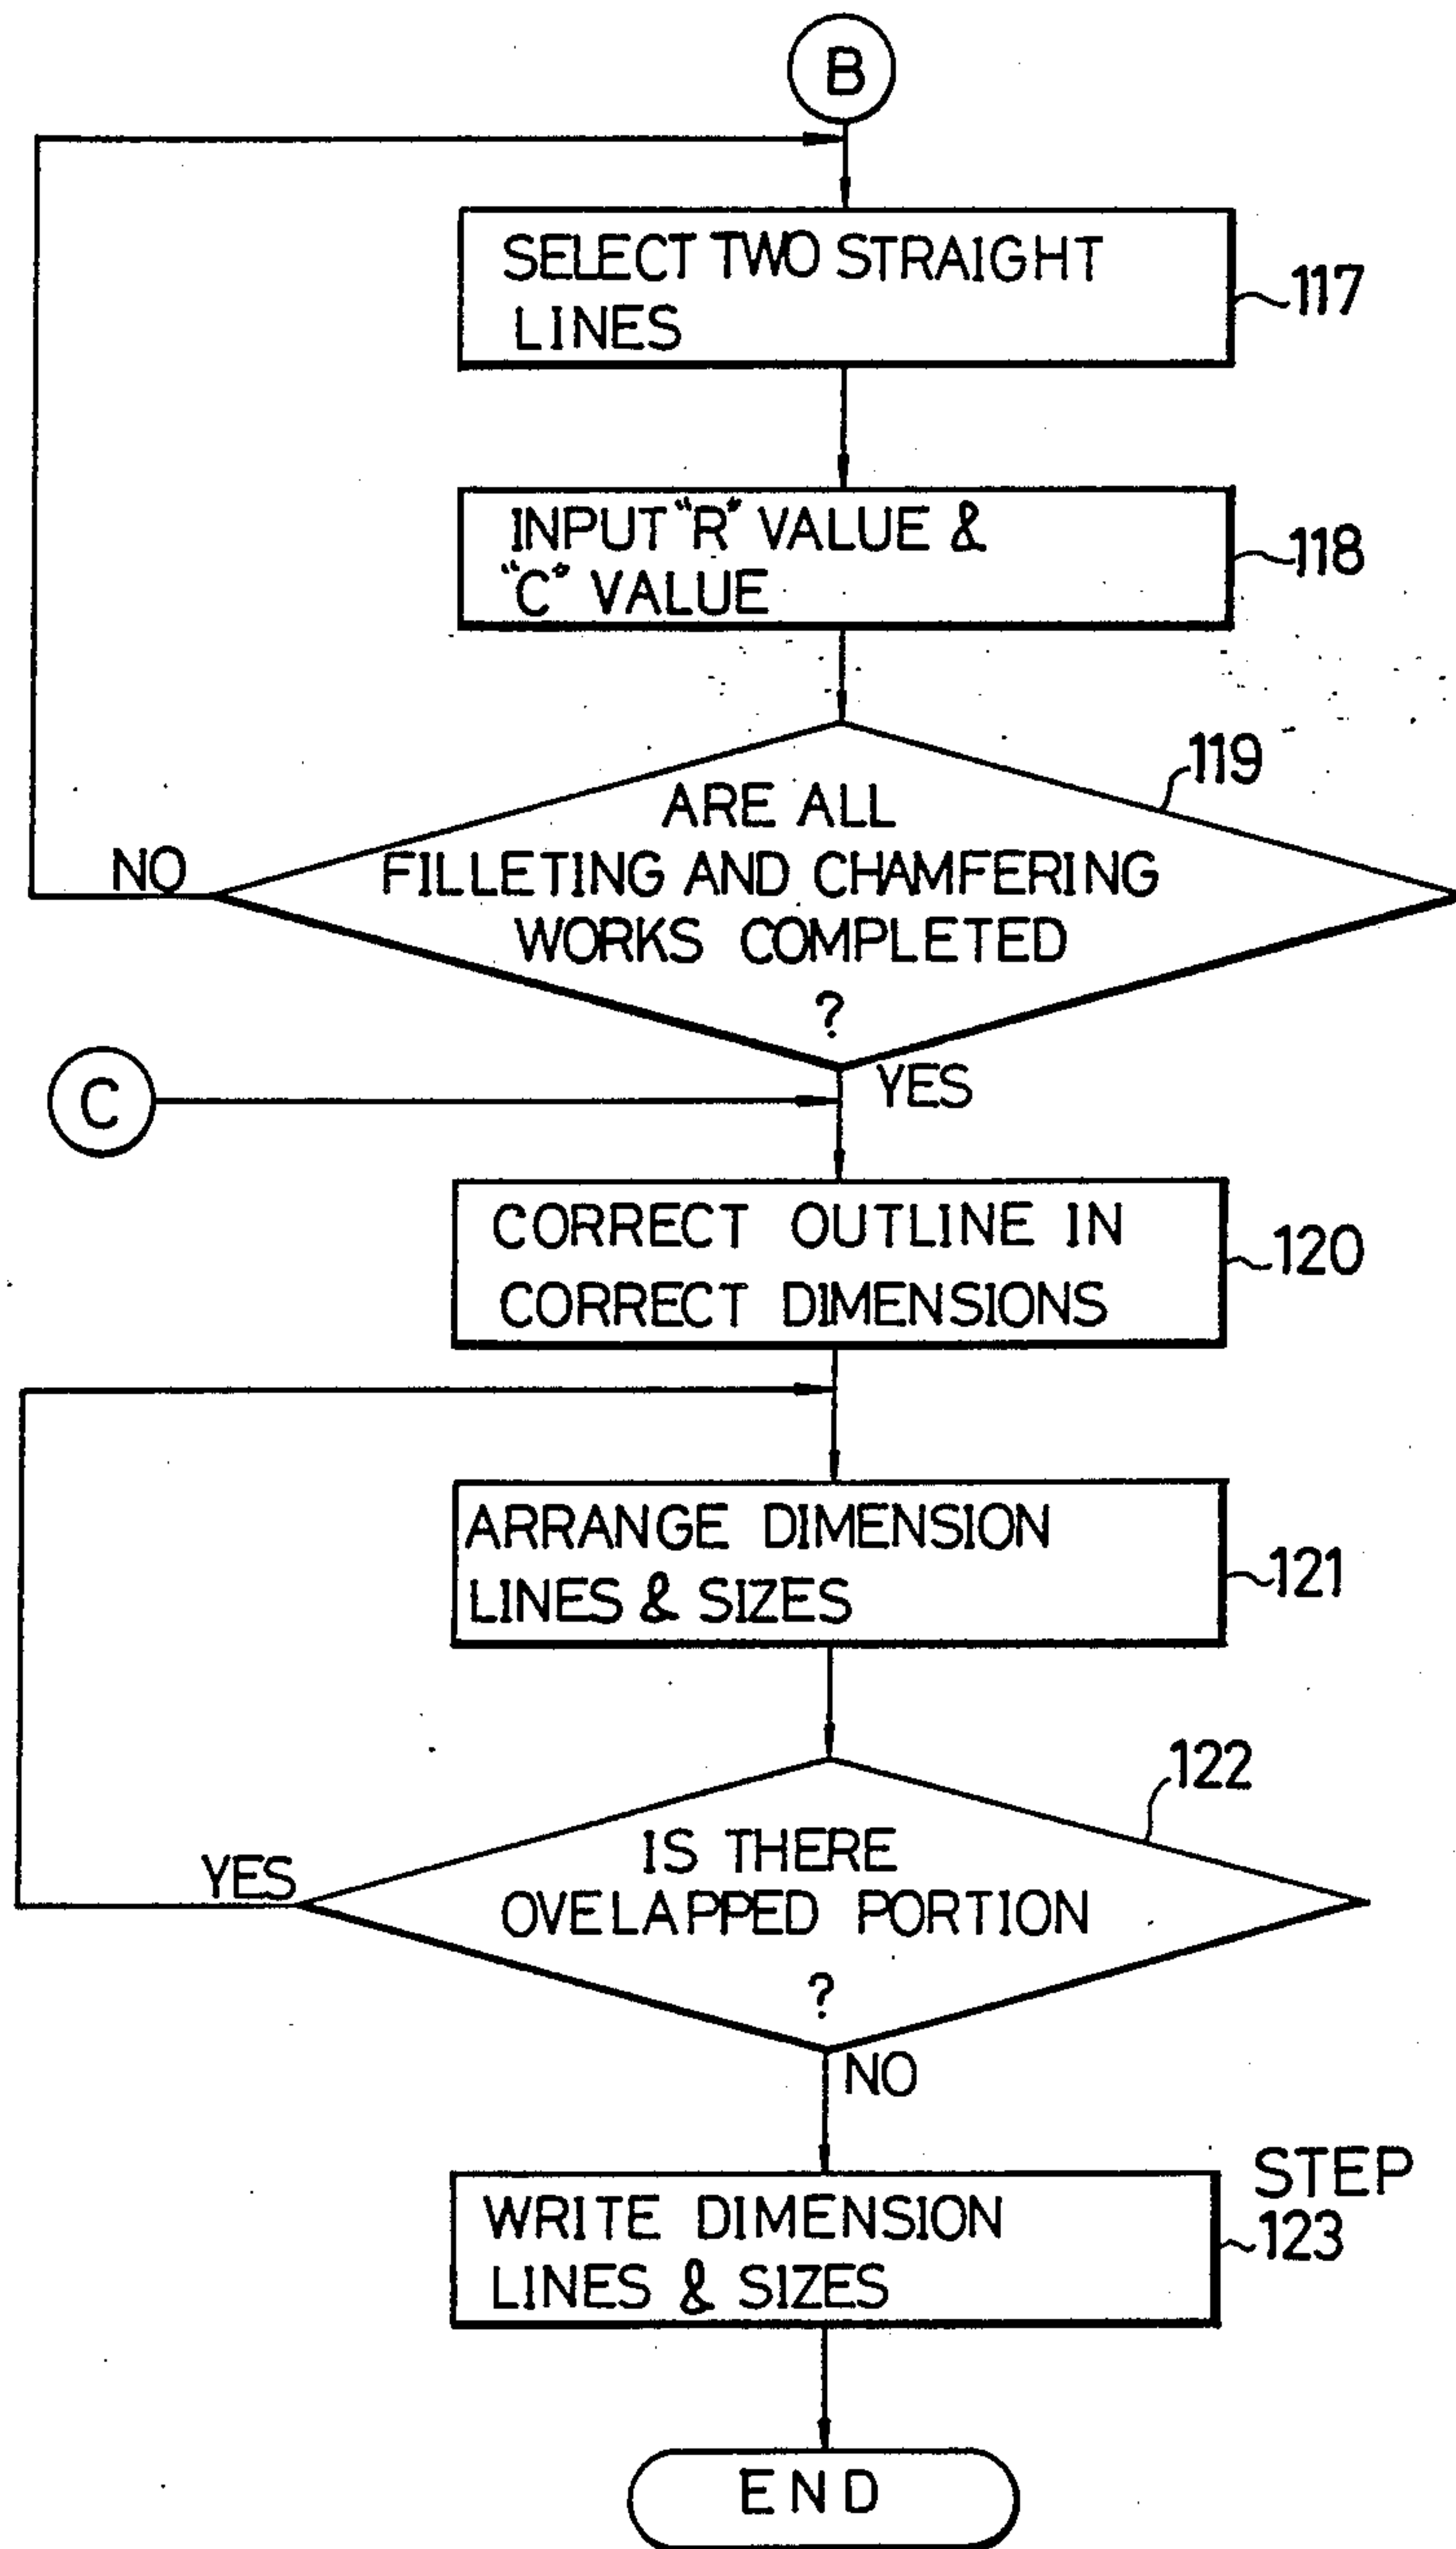 B
SELECT TWO STRAIGHT
LINES
117
INPUT "R" VALUE &
"C" VALUE
118
119
ARE ALL
FILLETING AND CHAMFERING
WORKS COMPLETED
?
NO
YES
C
CORRECT OUTLINE IN
CORRECT DIMENSIONS
120
ARRANGE DIMENSION
LINES & SIZES
121
122
IS THERE
OVELAPPED PORTION
?
YES
NO
STEP
123
WRITE DIMENSION
LINES & SIZES
END